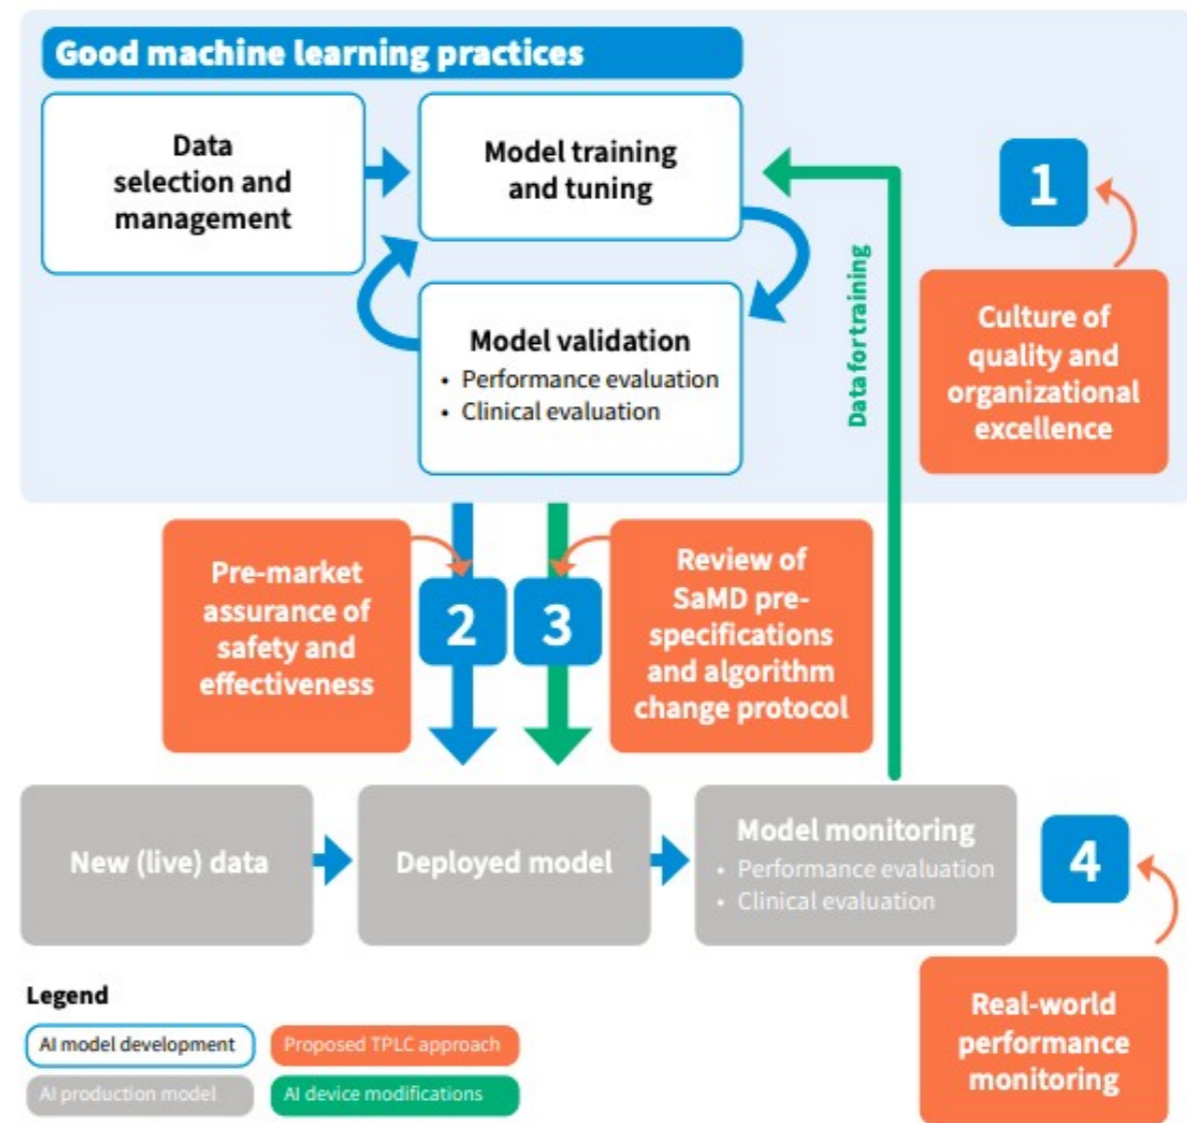 Good machine learning practices
Data
selection and
management
Model training
and tuning
Model validation
• Performance evaluation
• Clinical evaluation
Data for training
1
Culture of
quality and
organizational
excellence
Pre-market
assurance of
safety and
effectiveness
2
3
Review of
SaMD pre-
specifications
and algorithm
change protocol
New (live) data
Deployed model
Model monitoring
• Performance evaluation
• Clinical evaluation
4
Real-world
performance
monitoring
Legend
AI model development
Proposed TPLC approach
AI production model
AI device modifications